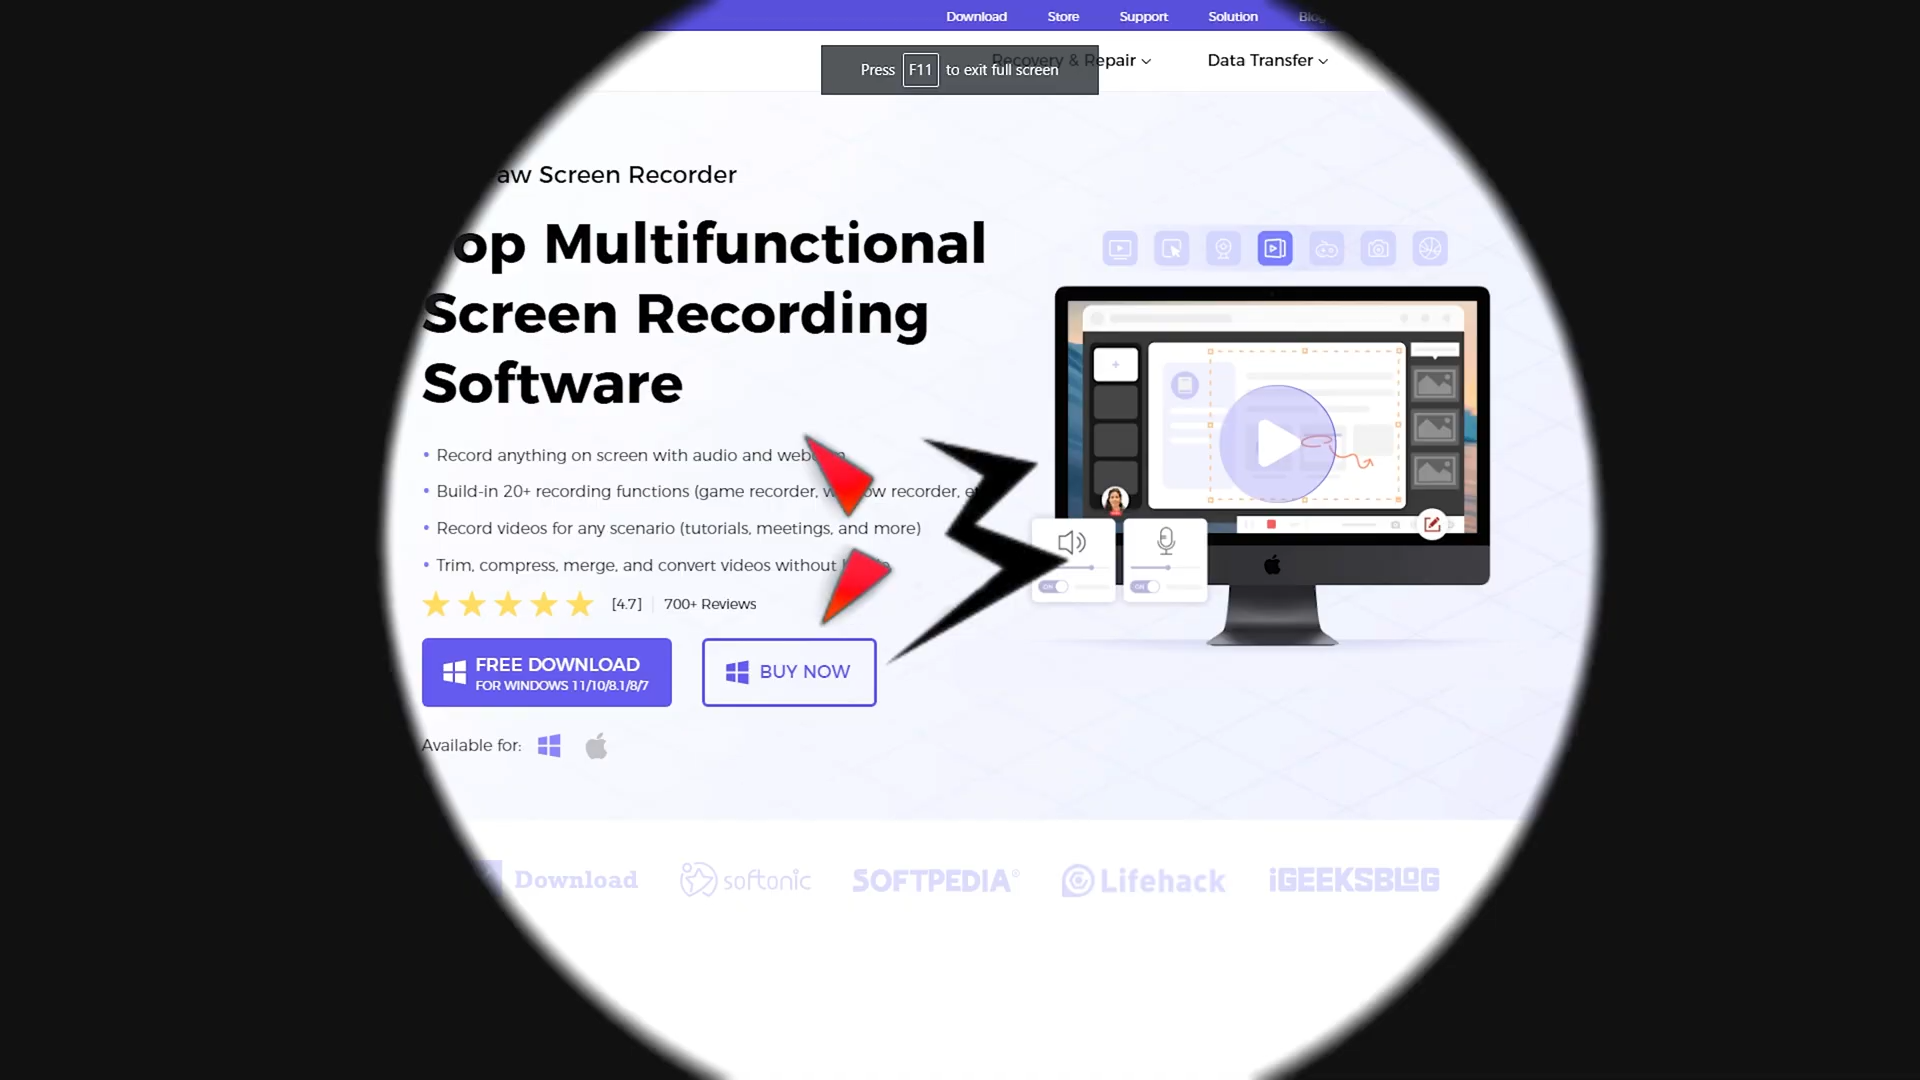 Download Store Support Solution Blog
Repair Data Transfer
Press F11 to exit full screen
aw Screen Recorder
op Multifunctional
Screen Recording
Software
• Record anything on screen with audio and
• Build-in 20+ recording functions (game recorder, recorder,
• Record videos for any scenario (tutorials, meetings, and more)
• Trim, compress, merge, and convert videos without
[4.7] 700+ Reviews
FREE DOWNLOAD
FOR WINDOWS 11/10/8.1/8/7
BUY NOW
Available for:
Download softonic SOFTPEDIA® Lifehack iGEEKSBLOG